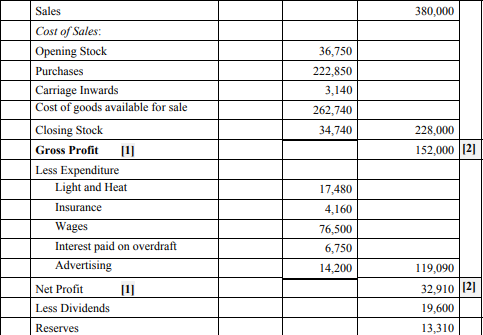 Sales 380,000
Cost of Sales:
Opening Stock 36,750
Purchases 222,850
Carriage Inwards 3,140
Cost of goods available for sale 262,740
Closing Stock 34,740 228,000
Gross Profit [1] 152,000 [2]
Less Expenditure
Light and Heat 17,480
Insurance 4,160
Wages 76,500
Interest paid on overdraft 6,750
Advertising 14,200 119,090
Net Profit [1] 32,910 [2]
Less Dividends 19,600
Reserves 13,310